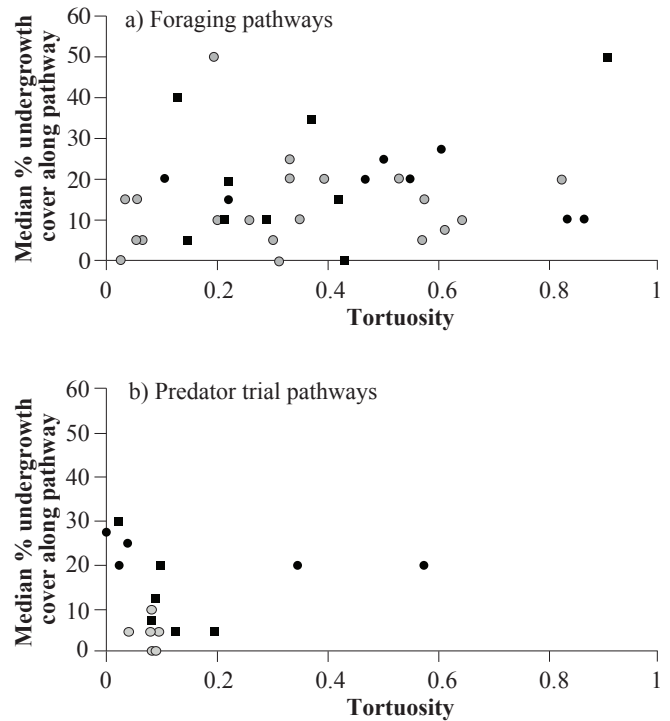 a) Foraging pathways
Median % undergrowth
cover along pathway
60
50
40
30
20
10
0
0 0.2 0.4 0.6 0.8 1
Tortuosity
b) Predator trial pathways
Median % undergrowth
cover along pathway
60
50
40
30
20
10
0
0 0.2 0.4 0.6 0.8 1
Tortuosity